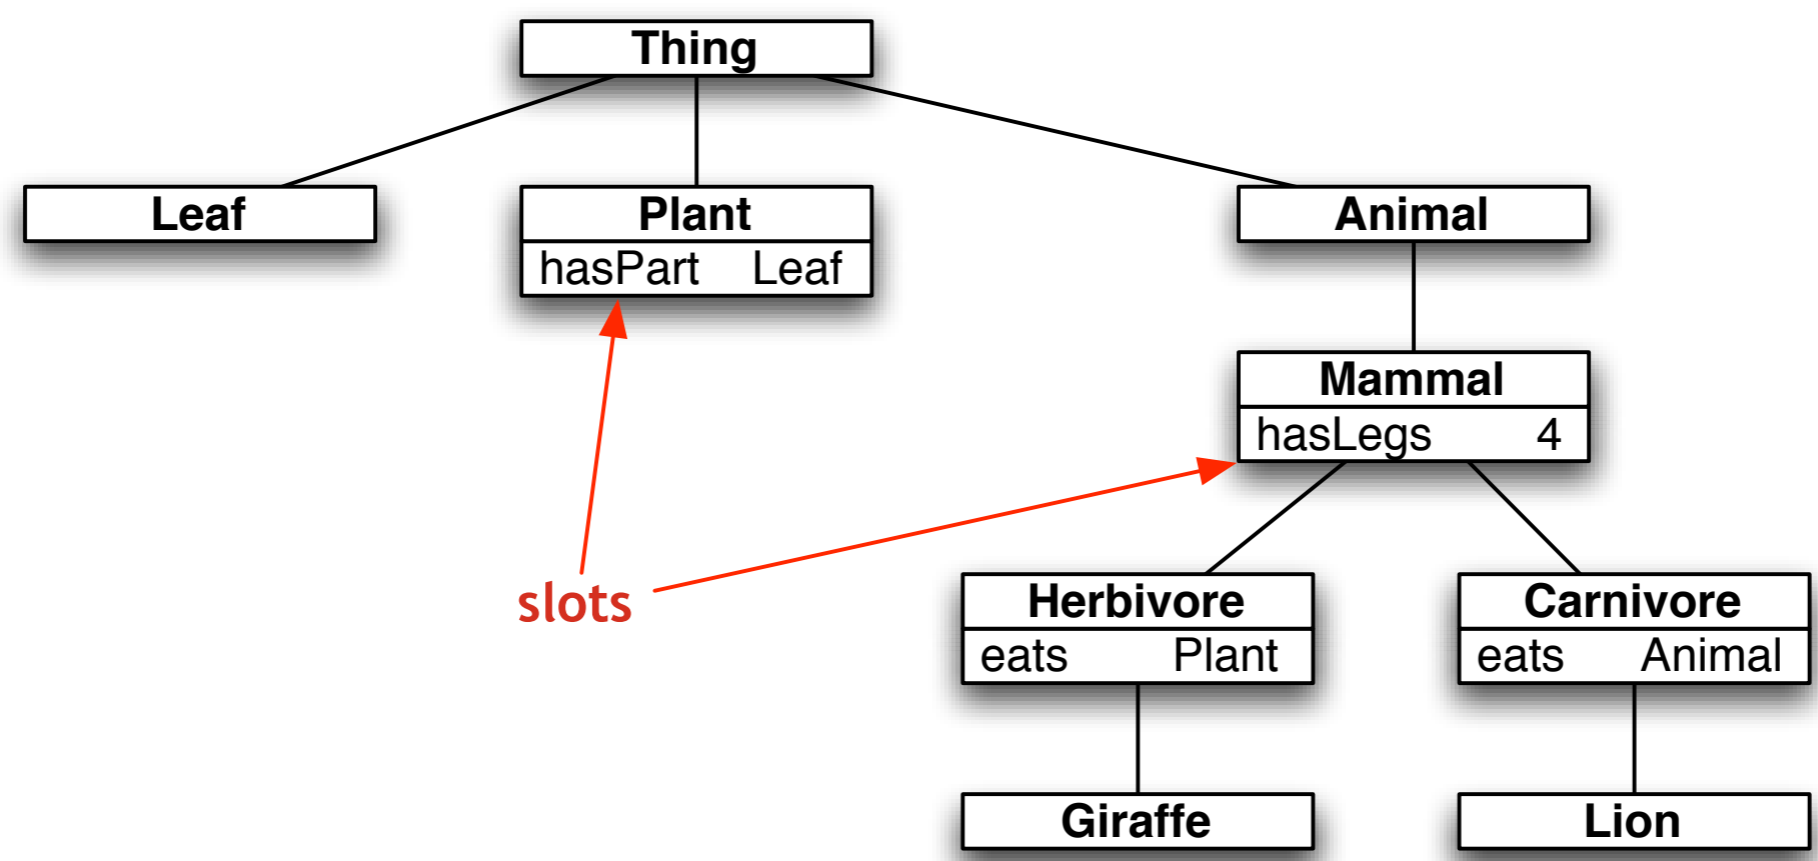 Thing
Leaf
Plant
Animal
hasPart Leaf
Mammal
hasLegs 4
slots
Herbivore
Carnivore
eats Plant
eats Animal
Giraffe
Lion